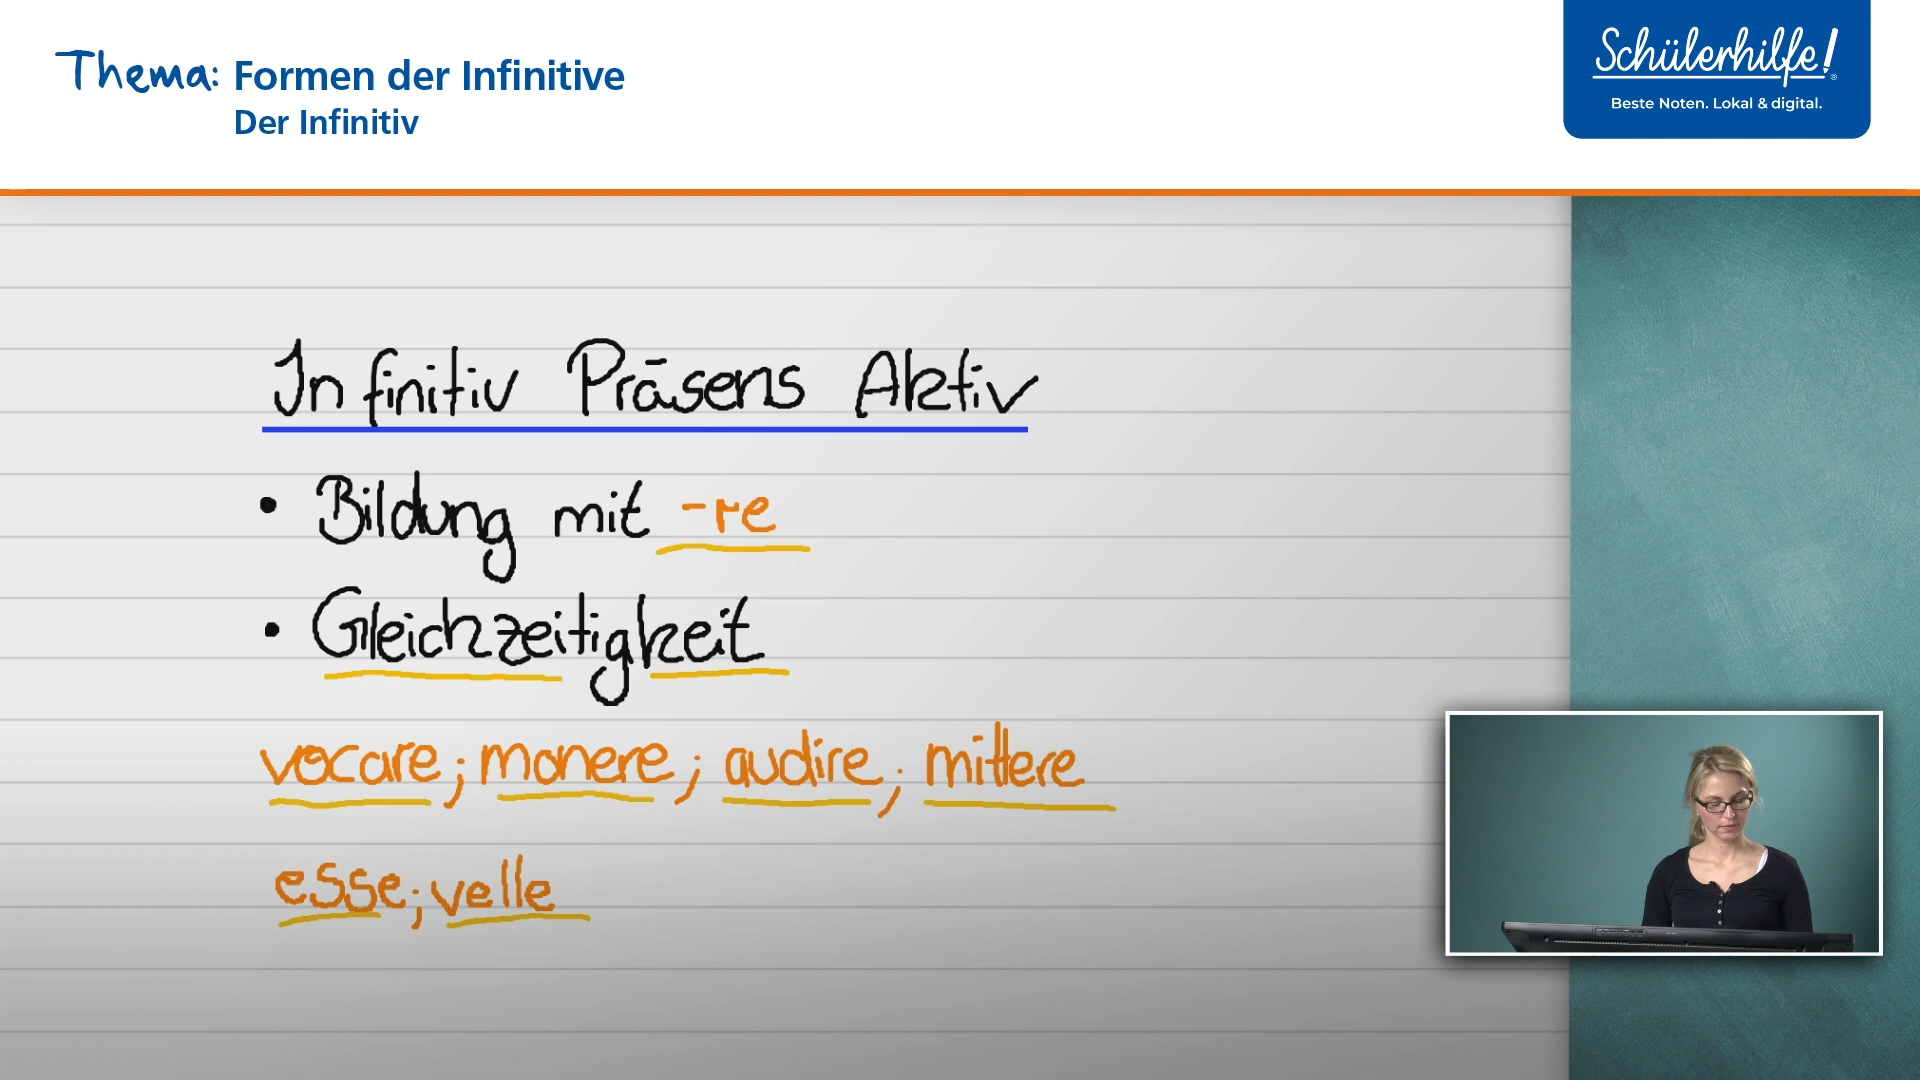 Thema: Formen der Infinitive
Der Infinitiv
Schülerhilfe!®
Beste Noten. Lokal & digital.
Infinitiv Präsens Aktiv
• Bildung mit -re
• Gleichzeitigkeit
vocare; monere; audire; mittere
esse; velle